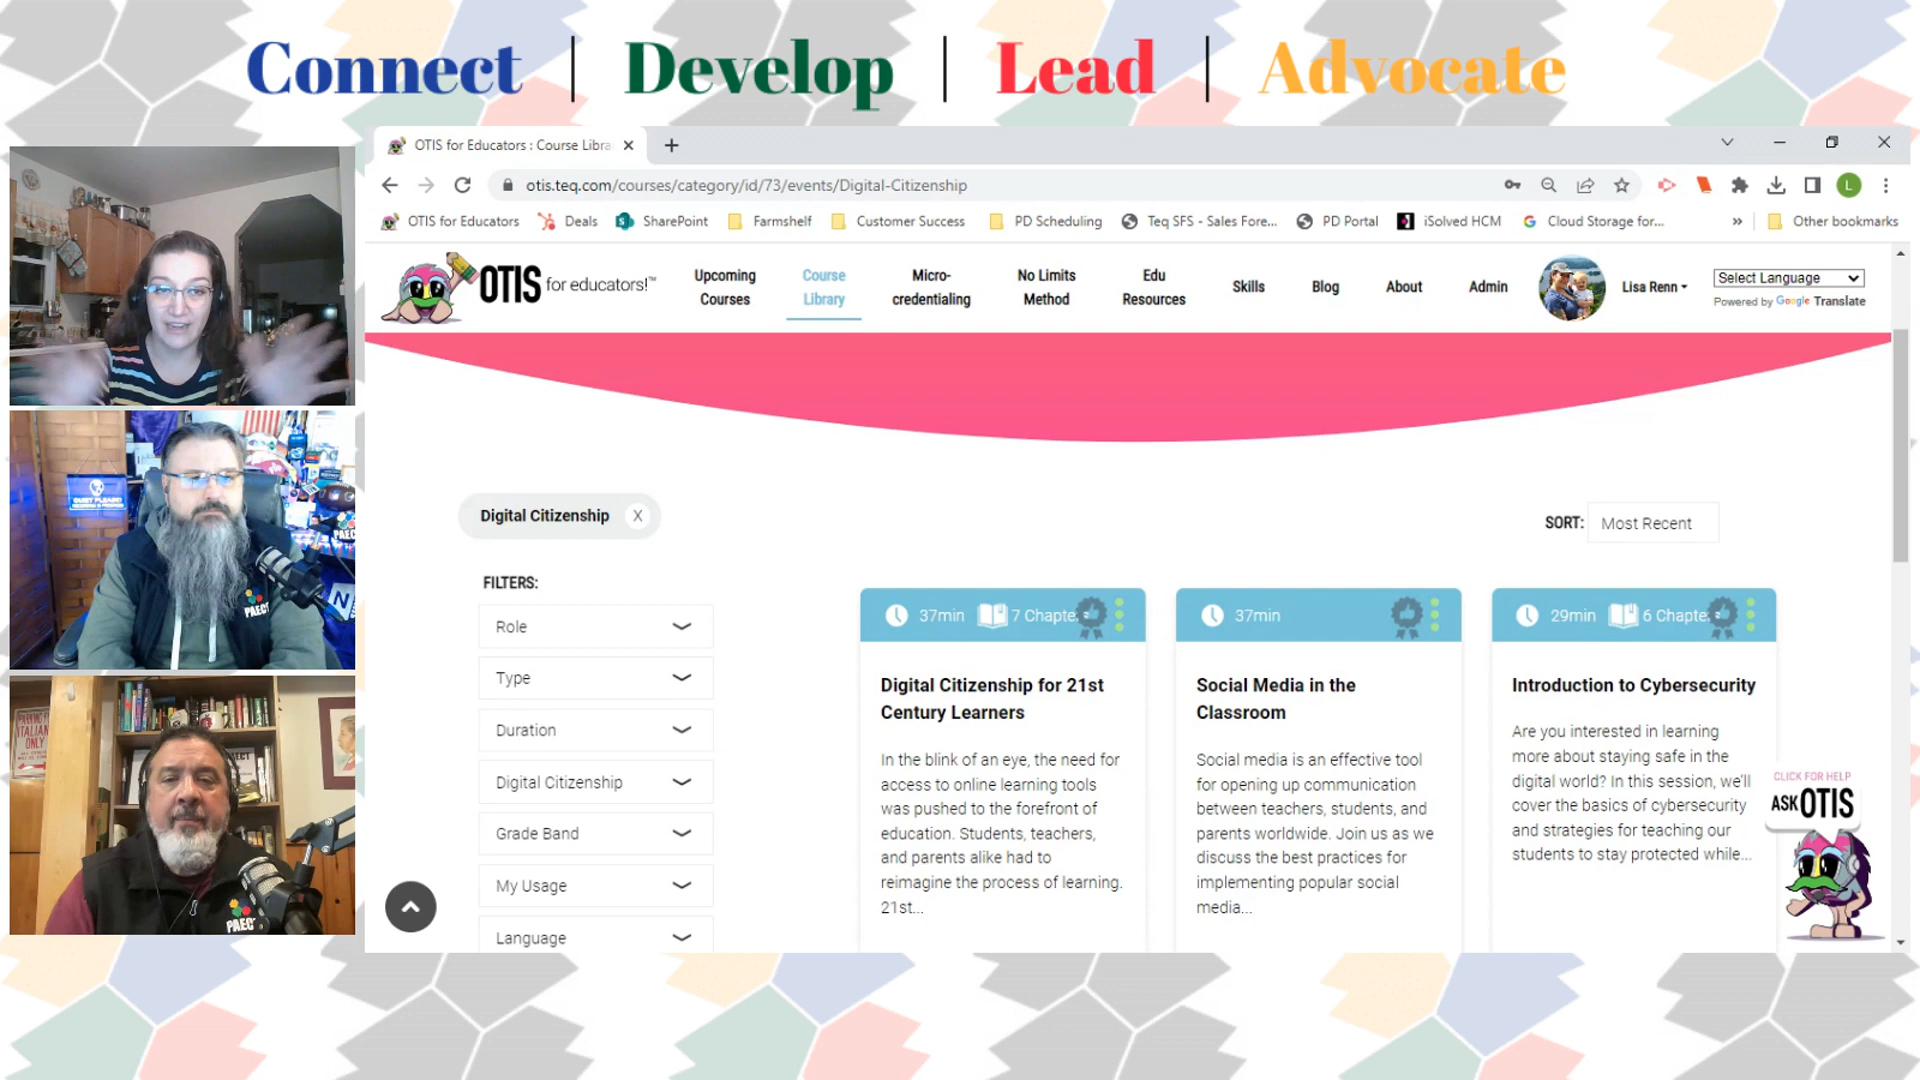 Connect | Develop | Lead | Advocate
OTIS for Educators : Course Libra
otis.teq.com/courses/category/id/73/events/Digital-Citizenship
L
OTIS for Educators
Deals
SharePoint
Farmshelf
Customer Success
PD Scheduling
Teq SFS - Sales Fore...
PD Portal
iSolved HCM
Cloud Storage for...
»
Other bookmarks
OTIS for educators!™
Upcoming Courses
Course Library
Micro-credentialing
No Limits Method
Edu Resources
Skills
Blog
About
Admin
Lisa Renn
Select Language
Powered by Google Translate
Digital Citizenship X
SORT: Most Recent
FILTERS:
Role
Type
Duration
Digital Citizenship
Grade Band
My Usage
Language
37min 7 Chapte
Digital Citizenship for 21st
Century Learners
In the blink of an eye, the need for
access to online learning tools
was pushed to the forefront of
education. Students, teachers,
and parents alike had to
reimagine the process of learning.
21st...
37min
Social Media in the
Classroom
Social media is an effective tool
for opening up communication
between teachers, students, and
parents worldwide. Join us as we
discuss the best practices for
implementing popular social
media...
29min 6 Chapte
Introduction to Cybersecurity
Are you interested in learning
more about staying safe in the
digital world? In this session, we'll
cover the basics of cybersecurity
and strategies for teaching our
students to stay protected while...
CLICK FOR HELP
ASK OTIS
QUIET PLEASE!
PAECT
PAECT
N
PARKING FOR
ITALIANS
ONLY
PAECT